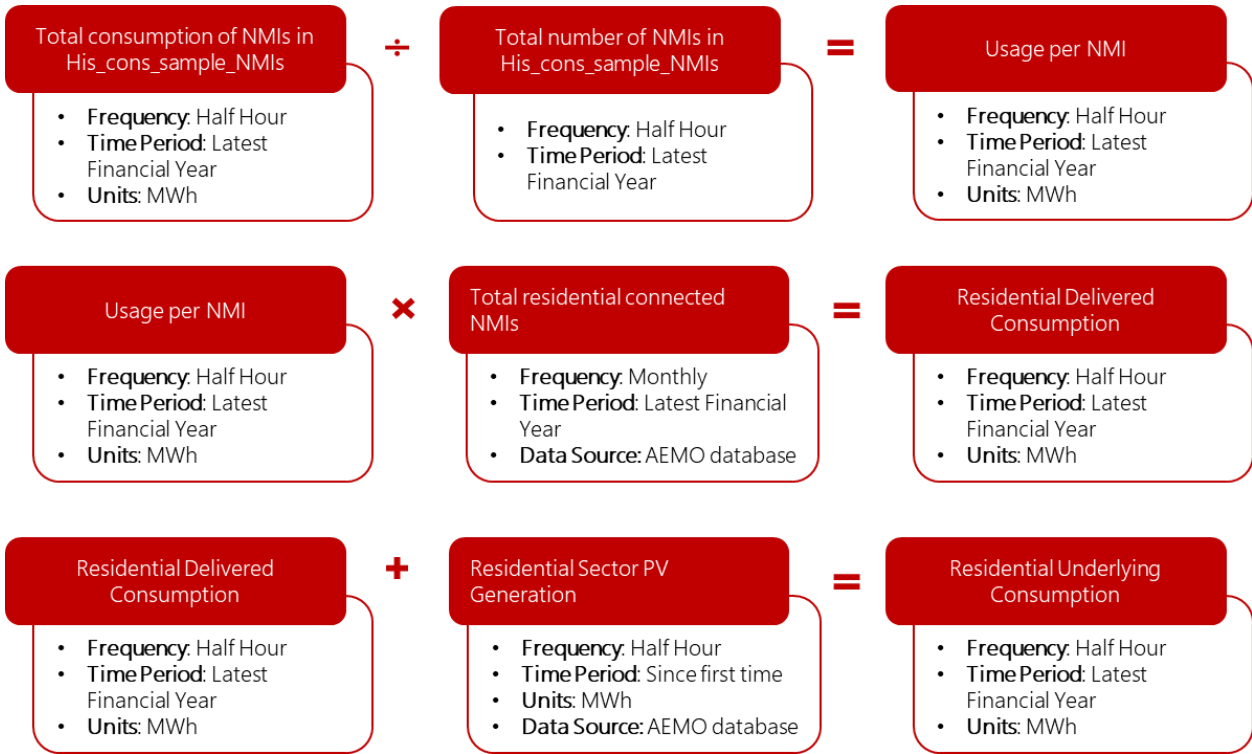 Total consumption of NMIs in
His_cons_sample_NMIs
• Frequency: Half Hour
• Time Period: Latest
Financial Year
• Units: MWh
÷
Total number of NMIs in
His_cons_sample_NMIs
• Frequency: Half Hour
• Time Period: Latest
Financial Year
=
Usage per NMI
• Frequency: Half Hour
• Time Period: Latest
Financial Year
• Units: MWh
Usage per NMI
• Frequency: Half Hour
• Time Period: Latest
Financial Year
• Units: MWh
×
Total residential connected
NMIs
• Frequency: Monthly
• Time Period: Latest Financial
Year
• Data Source: AEMO database
=
Residential Delivered
Consumption
• Frequency: Half Hour
• Time Period: Latest
Financial Year
• Units: MWh
Residential Delivered
Consumption
• Frequency: Half Hour
• Time Period: Latest
Financial Year
• Units: MWh
+
Residential Sector PV
Generation
• Frequency: Half Hour
• Time Period: Since first time
• Units: MWh
• Data Source: AEMO database
=
Residential Underlying
Consumption
• Frequency: Half Hour
• Time Period: Latest
Financial Year
• Units: MWh